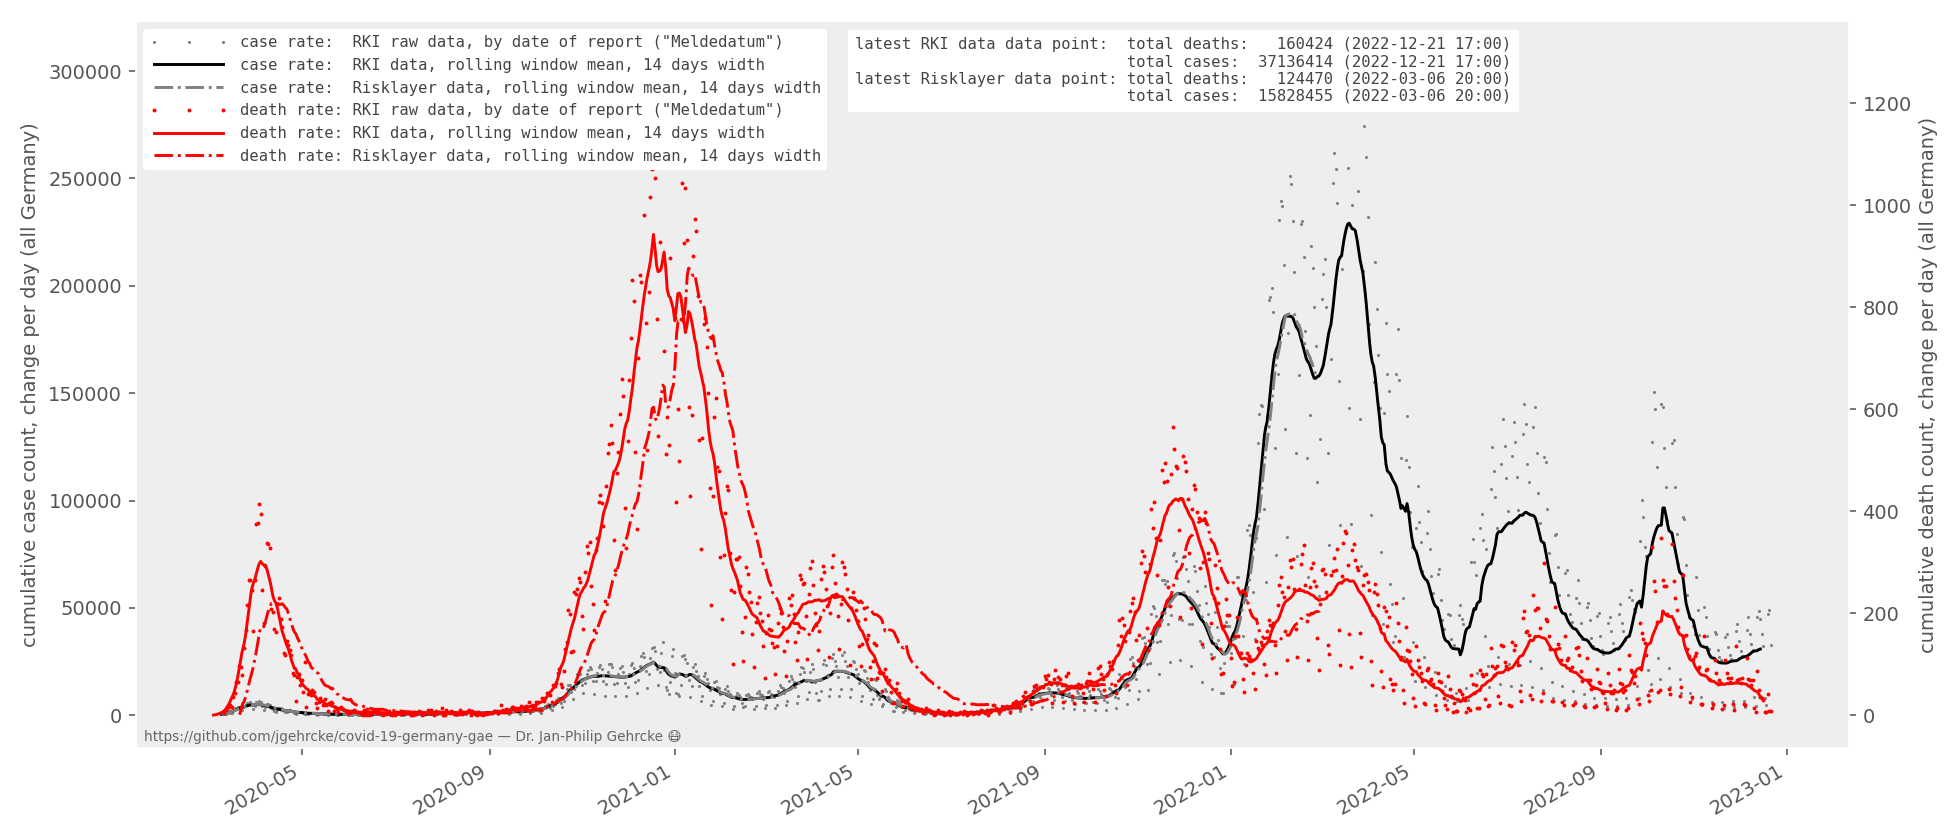 case rate:  RKI raw data, by date of report ("Meldedatum")
case rate:  RKI data, rolling window mean, 14 days width
case rate:  Risklayer data, rolling window mean, 14 days width
death rate: RKI raw data, by date of report ("Meldedatum")
death rate: RKI data, rolling window mean, 14 days width
death rate: Risklayer data, rolling window mean, 14 days width
latest RKI data data point:  total deaths:   160424 (2022-12-21 17:00)
total cases:  37136414 (2022-12-21 17:00)
latest Risklayer data point: total deaths:   124470 (2022-03-06 20:00)
total cases:  15828455 (2022-03-06 20:00)
cumulative case count, change per day (all Germany)
300000
250000
200000
150000
100000
50000
0
1200
1000
800
600
400
200
0
cumulative death count, change per day (all Germany)
https://github.com/jgehrcke/covid-19-germany-gae — Dr. Jan-Philip Gehrcke 😷
2020-05
2020-09
2021-01
2021-05
2021-09
2022-01
2022-05
2022-09
2023-01